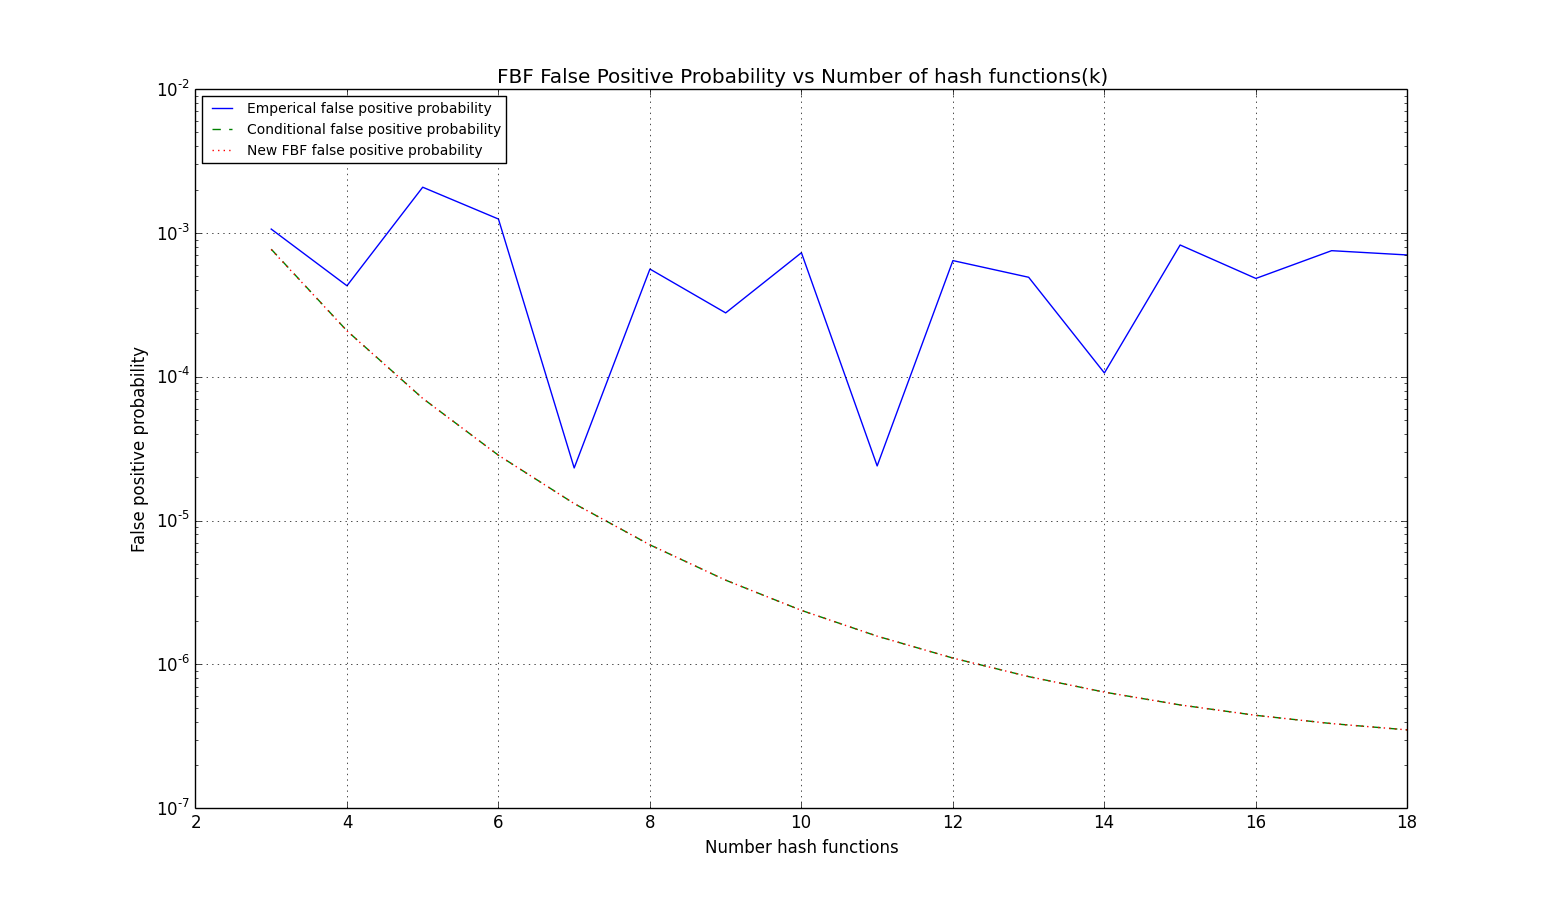 FBF False Positive Probability vs Number of hash functions(k)
Emperical false positive probability
Conditional false positive probability
New FBF false positive probability
10^-2
10^-3
10^-4
10^-5
10^-6
10^-7
False positive probability
2 4 6 8 10 12 14 16 18
Number hash functions